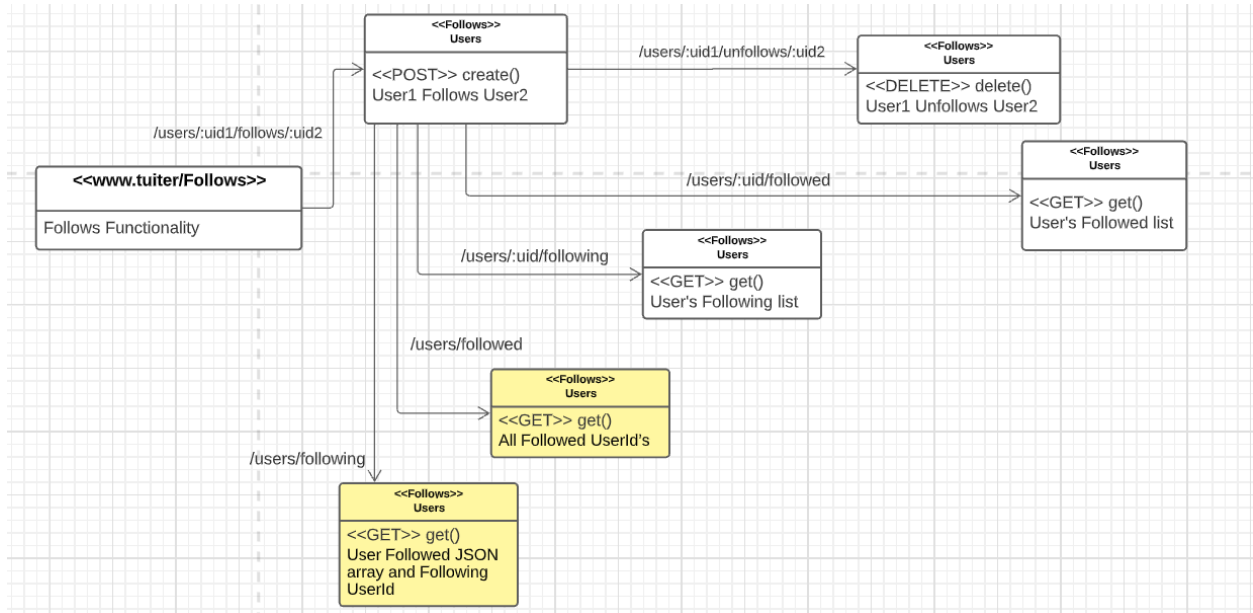 <<Follows>>
Users
<<POST>> create()
User1 Follows User2
/users/:uid1/unfollows/:uid2
<<Follows>>
Users
<<DELETE>> delete()
User1 Unfollows User2
/users/:uid1/follows/:uid2
<<www.tuiter/Follows>>
Follows Functionality
/users/:uid/followed
<<Follows>>
Users
<<GET>> get()
User's Followed list
/users/:uid/following
<<Follows>>
Users
<<GET>> get()
User's Following list
/users/followed
<<Follows>>
Users
<<GET>> get()
All Followed UserId's
/users/following
<<Follows>>
Users
<<GET>> get()
User Followed JSON
array and Following
UserId